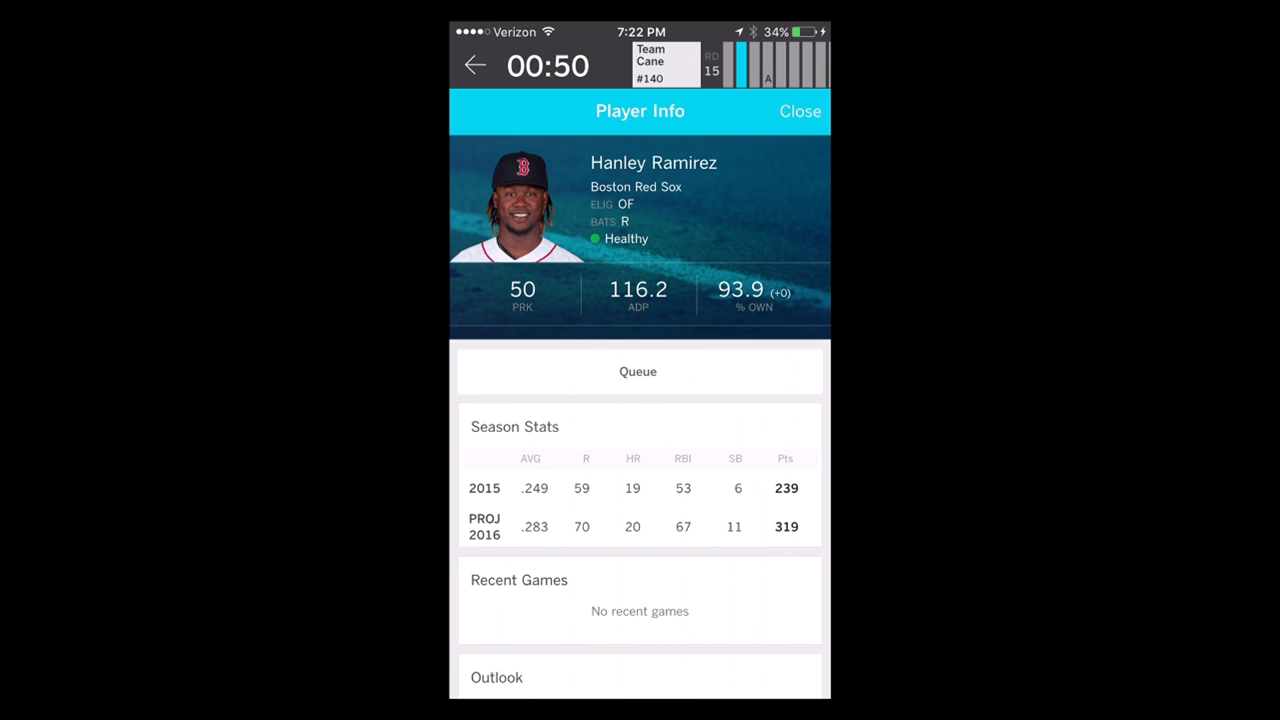 Verizon 7:22 PM 34%
00:50
Team
Cane
#140
RD
15
A
Player Info Close
B
Hanley Ramirez
Boston Red Sox
ELIG OF
BATS R
Healthy
50 116.2 93.9 (+0)
PRK ADP % OWN
Queue
Season Stats
AVG R HR RBI SB Pts
2015 .249 59 19 53 6 239
PROJ
2016 .283 70 20 67 11 319
Recent Games
No recent games
Outlook